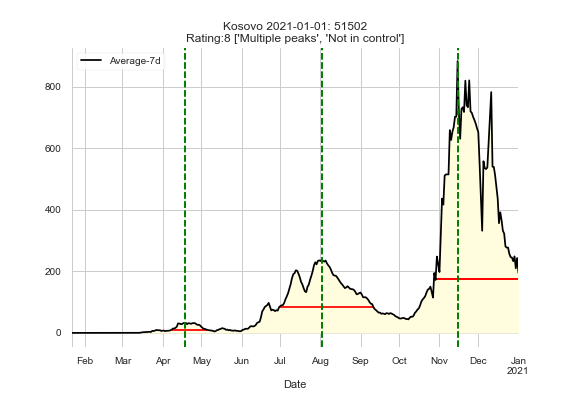 Kosovo 2021-01-01: 51502
Rating:8 ['Multiple peaks', 'Not in control']
Average-7d
800
600
400
200
0
Feb Mar Apr May Jun Jul Aug Sep Oct Nov Dec Jan
2021
Date